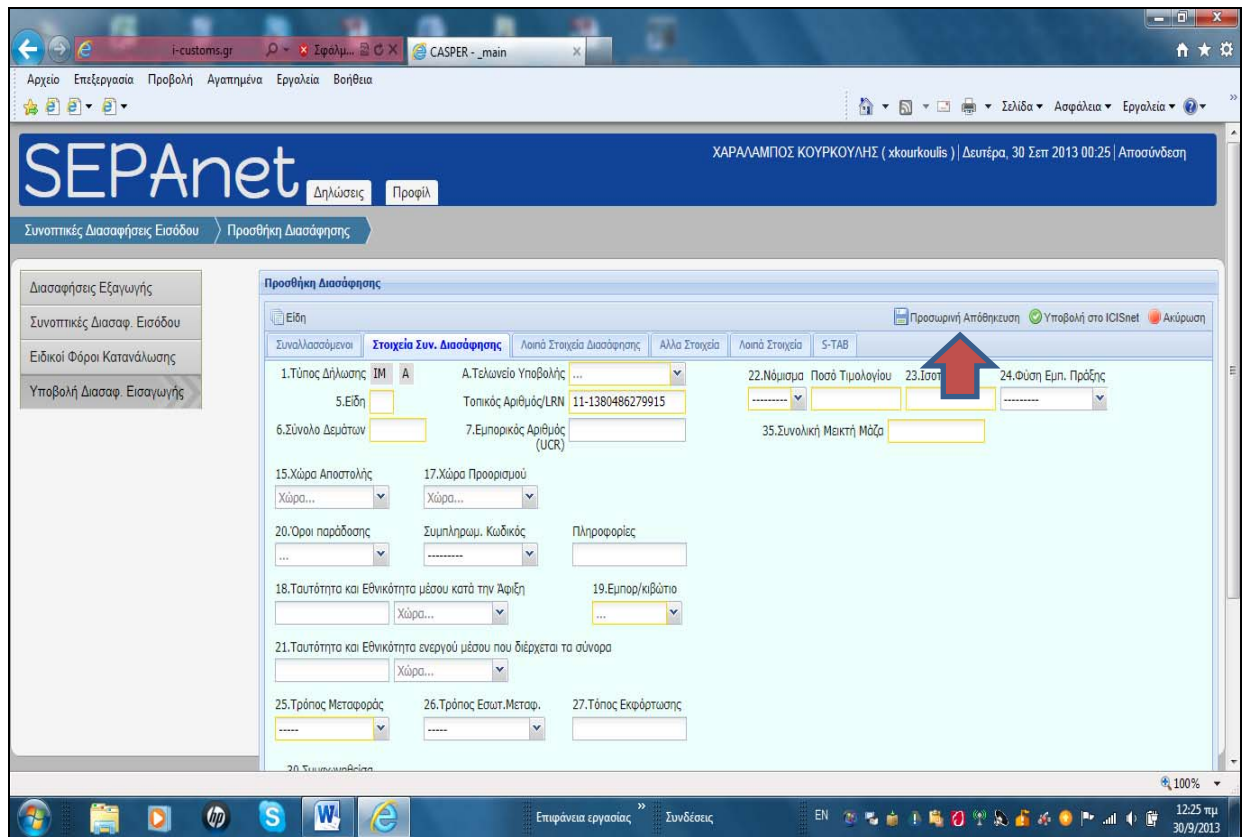 i-customs.gr Σφάλμ... CASPER - _main
Αρχείο Επεξεργασία Προβολή Αγαπημένα Εργαλεία Βοήθεια
Σελίδα Ασφάλεια Εργαλεία
SEPAnet
ΧΑΡΑΛΑΜΠΟΣ ΚΟΥΡΚΟΥΛΗΣ ( xkourkoulis ) | Δευτέρα, 30 Σεπ 2013 00:25 | Αποσύνδεση
Δηλώσεις Προφίλ
Συνοπτικές Διασαφήσεις Εισόδου Προσθήκη Διασάφησης
Διασαφήσεις Εξαγωγής
Συνοπτικές Διασαφ. Εισόδου
Ειδικοί Φόροι Κατανάλωσης
Υποβολή Διασαφ. Εισαγωγής
Προσθήκη Διασάφησης
Είδη Προσωρινή Αποθήκευση Υποβολή στο ICISnet Ακύρωση
Συναλλασσόμενοι Στοιχεία Συν. Διασάφησης Λοιπά Στοιχεία Διασάφησης Αλλα Στοιχεία Λοιπά Στοιχεία S-TAB
1.Τύπος Δήλωσης IM A Α.Τελωνείο Υποβολής ... 22.Νόμισμα Ποσό Τιμολογίου 23.Ισοτ 24.Φύση Εμπ. Πράξης
5.Είδη Τοπικός Αριθμός/LRN 11-1380486279915 --------- ---------
6.Σύνολο Δεμάτων 7.Εμπορικός Αριθμός (UCR) 35.Συνολική Μεικτή Μάζα
15.Χώρα Αποστολής 17.Χώρα Προορισμού
Χώρα... Χώρα...
20.Όροι παράδοσης Συμπληρωμ. Κωδικός Πληροφορίες
... ---------
18.Ταυτότητα και Εθνικότητα μέσου κατά την Άφιξη 19.Εμπορ/κιβώτιο
Χώρα... ...
21.Ταυτότητα και Εθνικότητα ενεργού μέσου που διέρχεται τα σύνορα
Χώρα...
25.Τρόπος Μεταφοράς 26.Τρόπος Εσωτ.Μεταφ. 27.Τόπος Εκφόρτωσης
----- -----
100%
Επιφάνεια εργασίας Συνδέσεις EN 12:25 πμ
30/9/2013